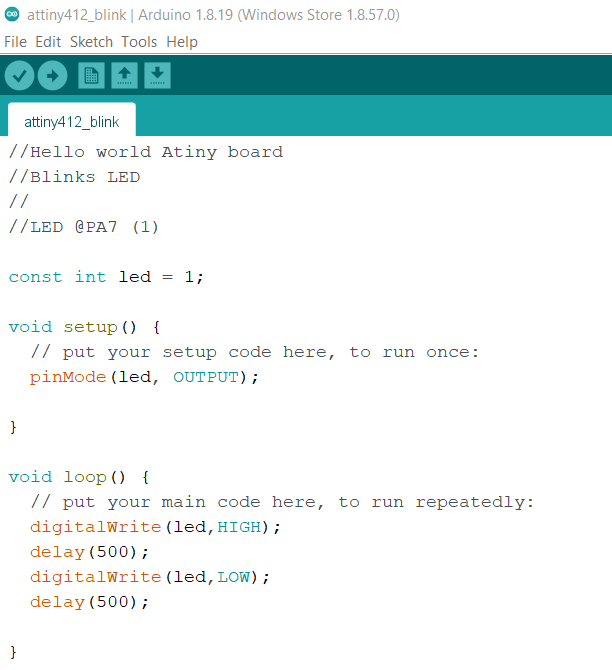 attiny412_blink | Arduino 1.8.19 (Windows Store 1.8.57.0)
File Edit Sketch Tools Help
attiny412_blink
//Hello world Atiny board
//Blinks LED
//
//LED @PA7 (1)
const int led = 1;
void setup() {
// put your setup code here, to run once:
pinMode(led, OUTPUT);
}
void loop() {
// put your main code here, to run repeatedly:
digitalWrite(led,HIGH);
delay(500);
digitalWrite(led,LOW);
delay(500);
}